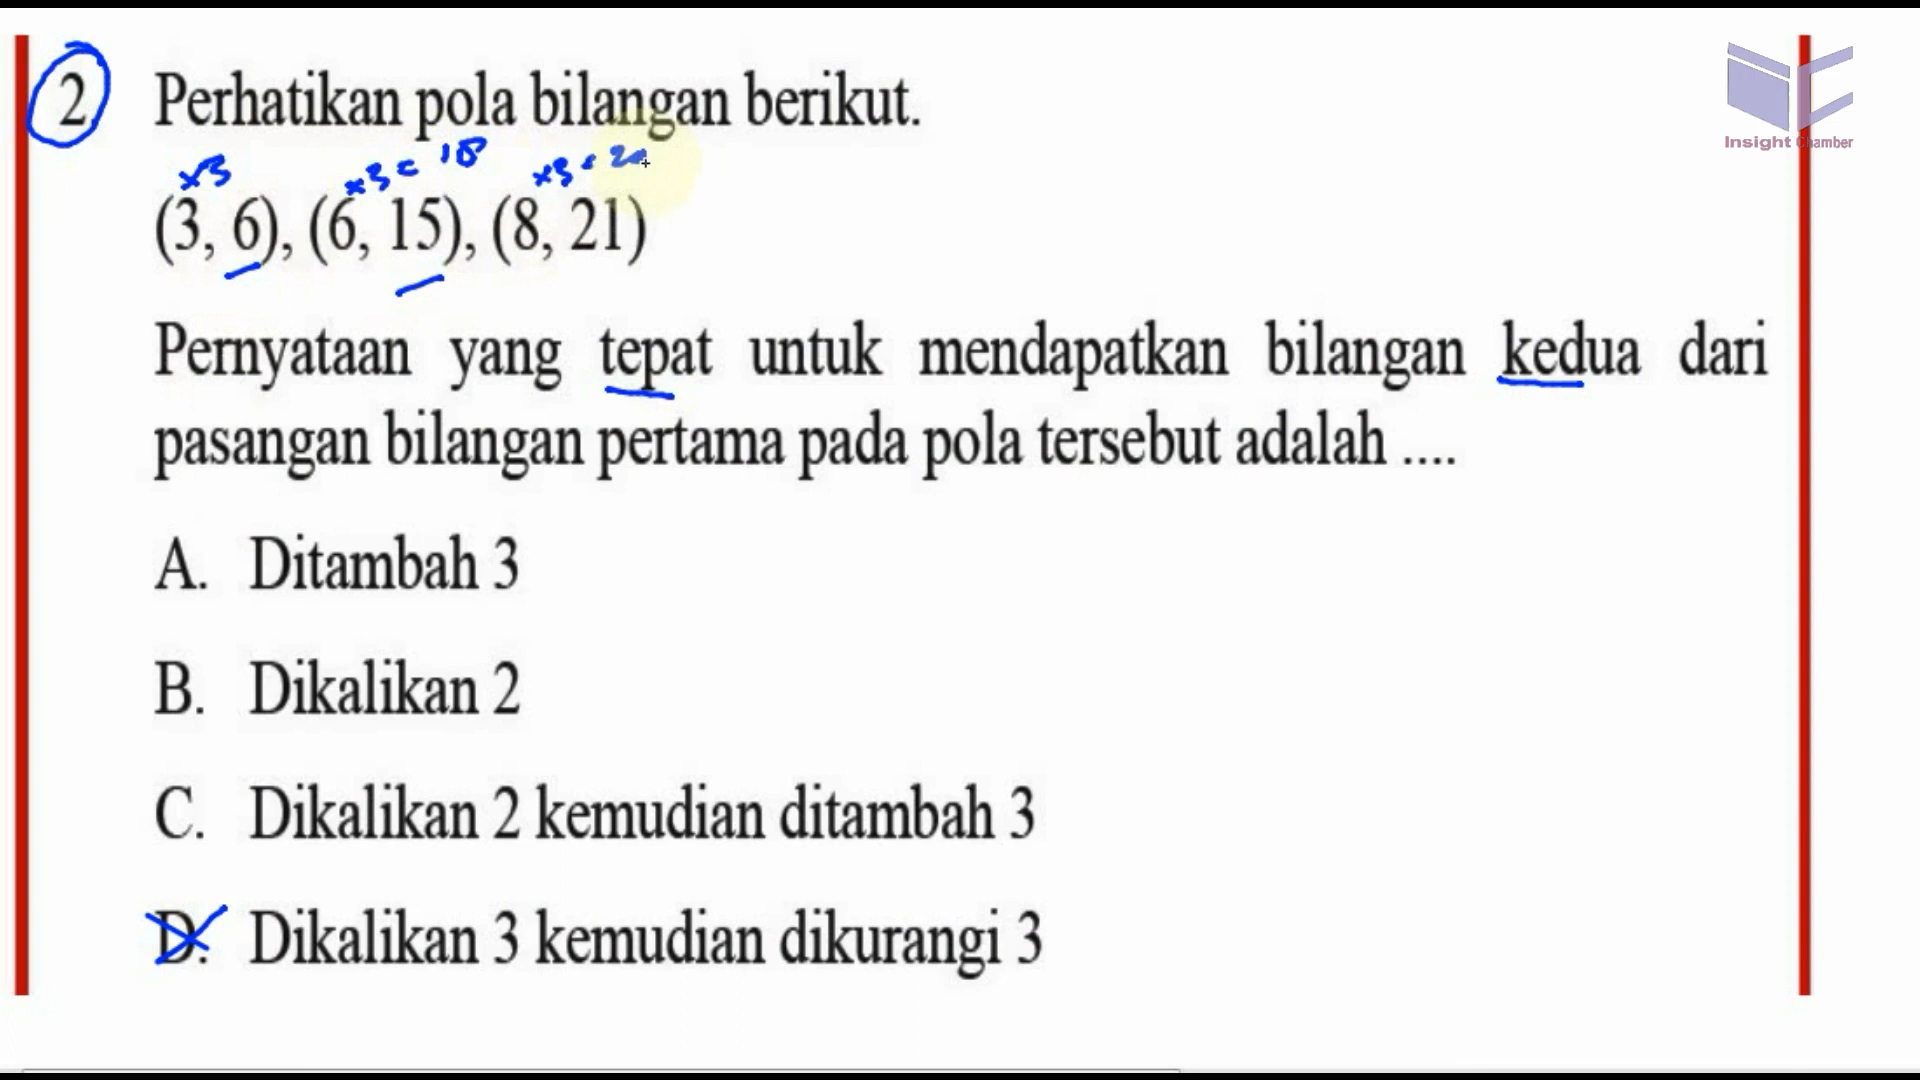 2 Perhatikan pola bilangan berikut.
×3 ×3 = 18 ×3 = 2
(3, 6), (6, 15), (8, 21)
Pernyataan yang tepat untuk mendapatkan bilangan kedua dari
pasangan bilangan pertama pada pola tersebut adalah ....
A. Ditambah 3
B. Dikalikan 2
C. Dikalikan 2 kemudian ditambah 3
D. Dikalikan 3 kemudian dikurangi 3
Insight Chamber